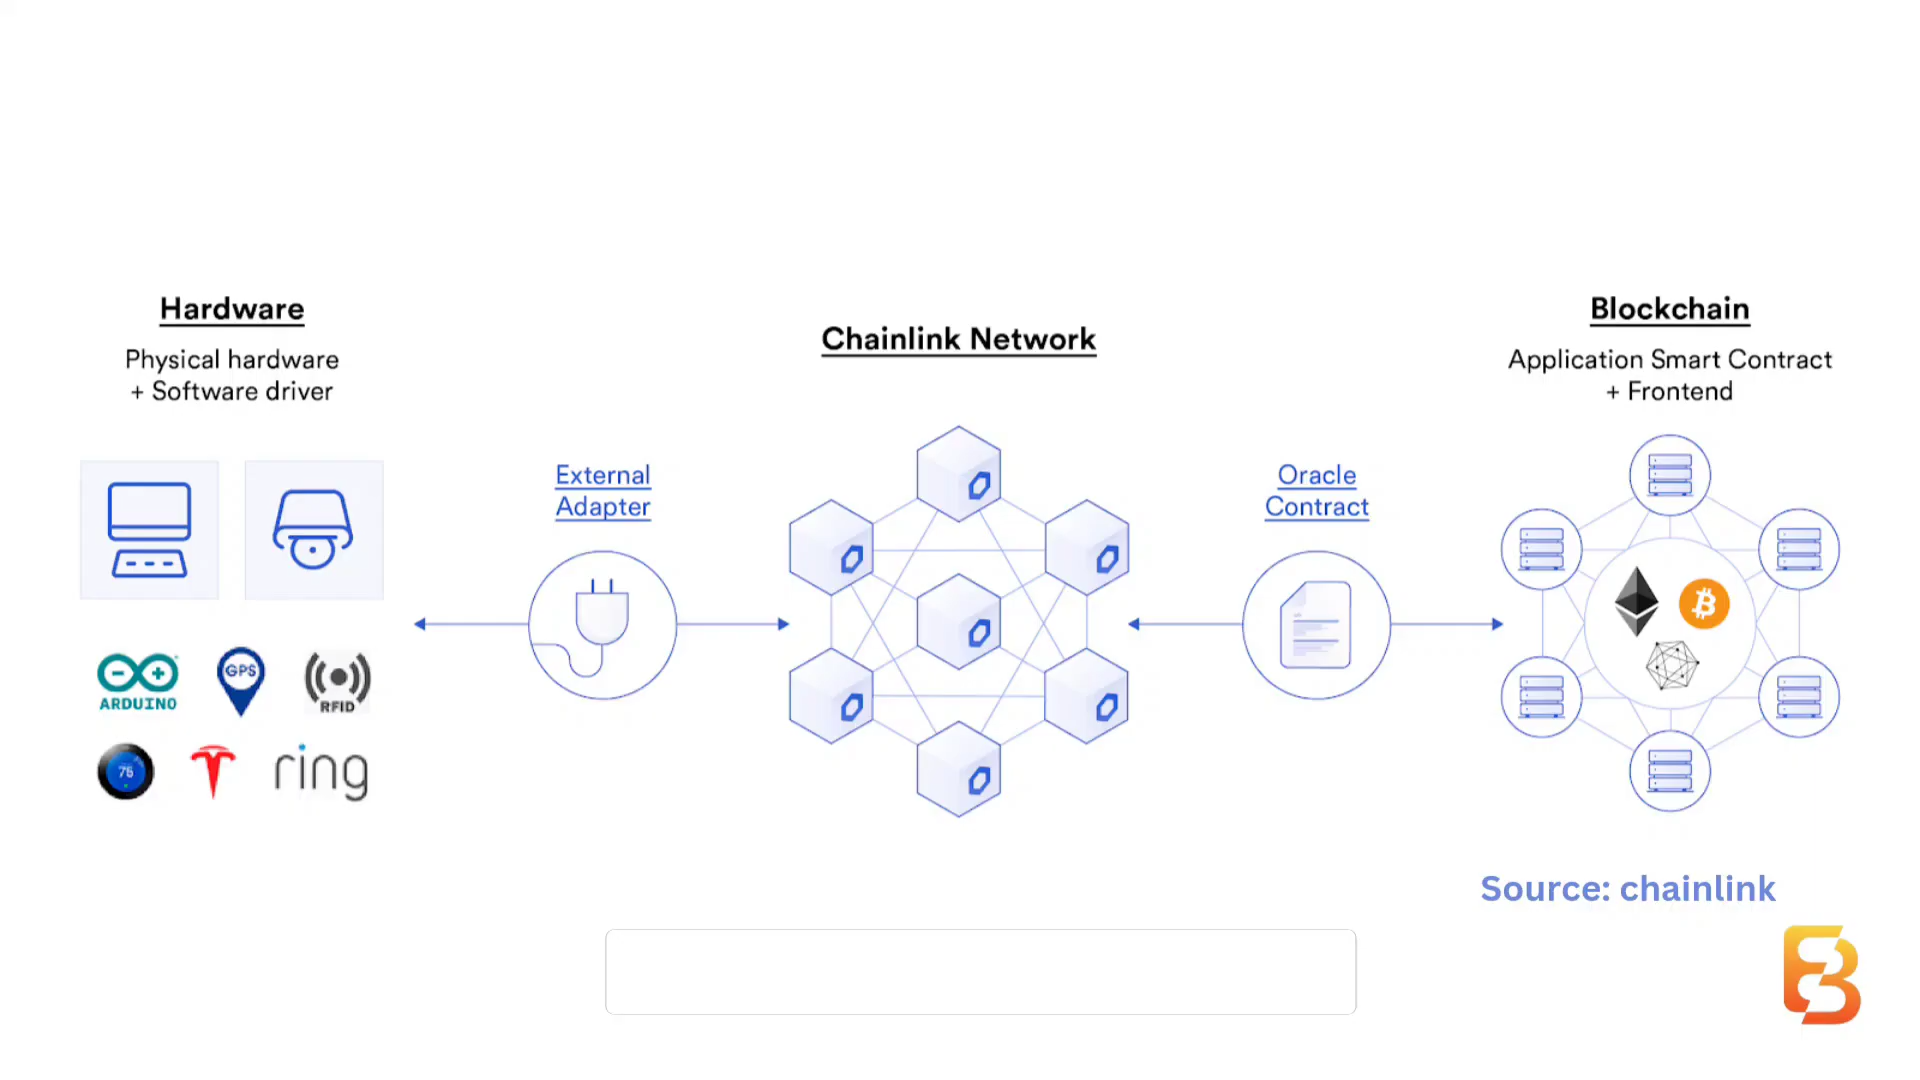 Hardware
Physical hardware
+ Software driver
ARDUINO
GPS
RFID
75
ring
External
Adapter
Chainlink Network
Oracle
Contract
Blockchain
Application Smart Contract
+ Frontend
Source: chainlink